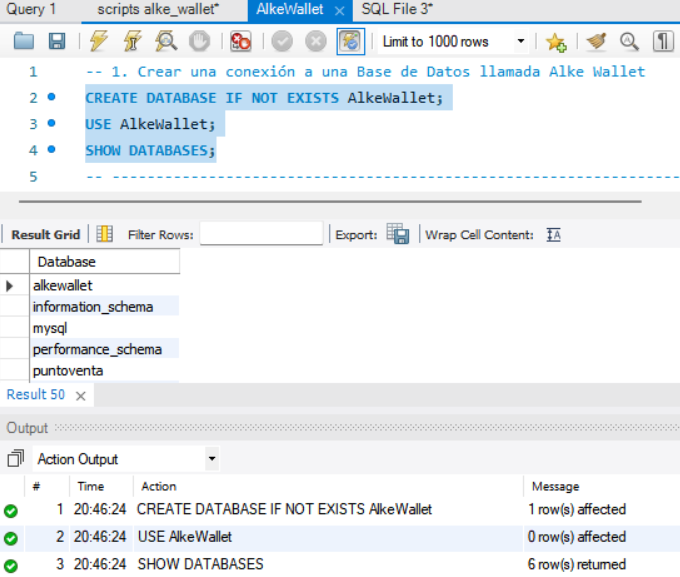 Query 1 scripts alke_wallet* AlkeWallet SQL File 3*
Limit to 1000 rows
1 -- 1. Crear una conexión a una Base de Datos llamada Alke Wallet
2 CREATE DATABASE IF NOT EXISTS AlkeWallet;
3 USE AlkeWallet;
4 SHOW DATABASES;
5 -- ------------------------------------------------------------------
Result Grid Filter Rows: Export: Wrap Cell Content:
Database
alkewallet
information_schema
mysql
performance_schema
puntoventa
Result 50
Output
Action Output
# Time Action Message
1 20:46:24 CREATE DATABASE IF NOT EXISTS AlkeWallet 1 row(s) affected
2 20:46:24 USE AlkeWallet 0 row(s) affected
3 20:46:24 SHOW DATABASES 6 row(s) returned